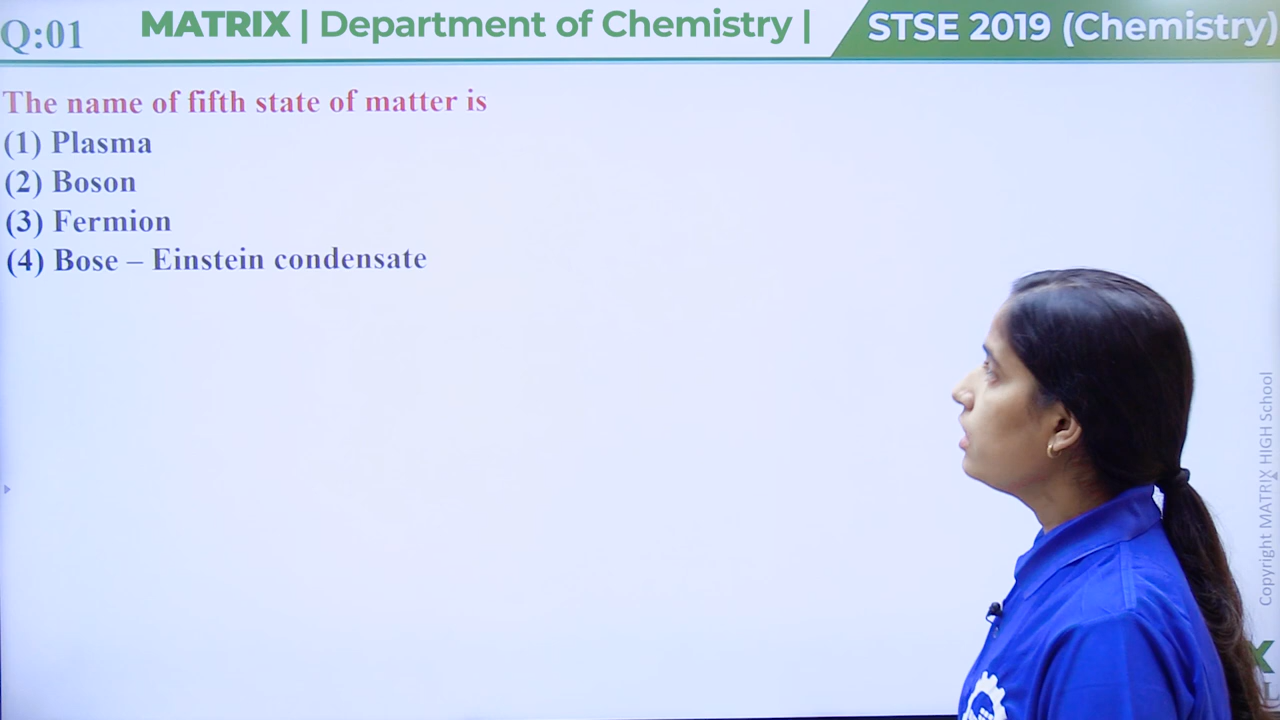 Q:01
MATRIX | Department of Chemistry |
STSE 2019 (Chemistry)
The name of fifth state of matter is
(1) Plasma
(2) Boson
(3) Fermion
(4) Bose – Einstein condensate
Copyright MATRIX HIGH School
X
L